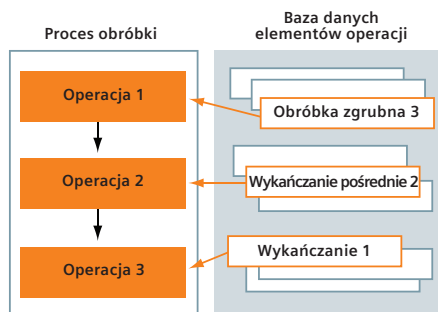 Proces obróbki
Baza danych
elementów operacji
Operacja 1
Obróbka zgrubna 3
Operacja 2
Wykańczanie pośrednie 2
Wykańczanie 1
Operacja 3